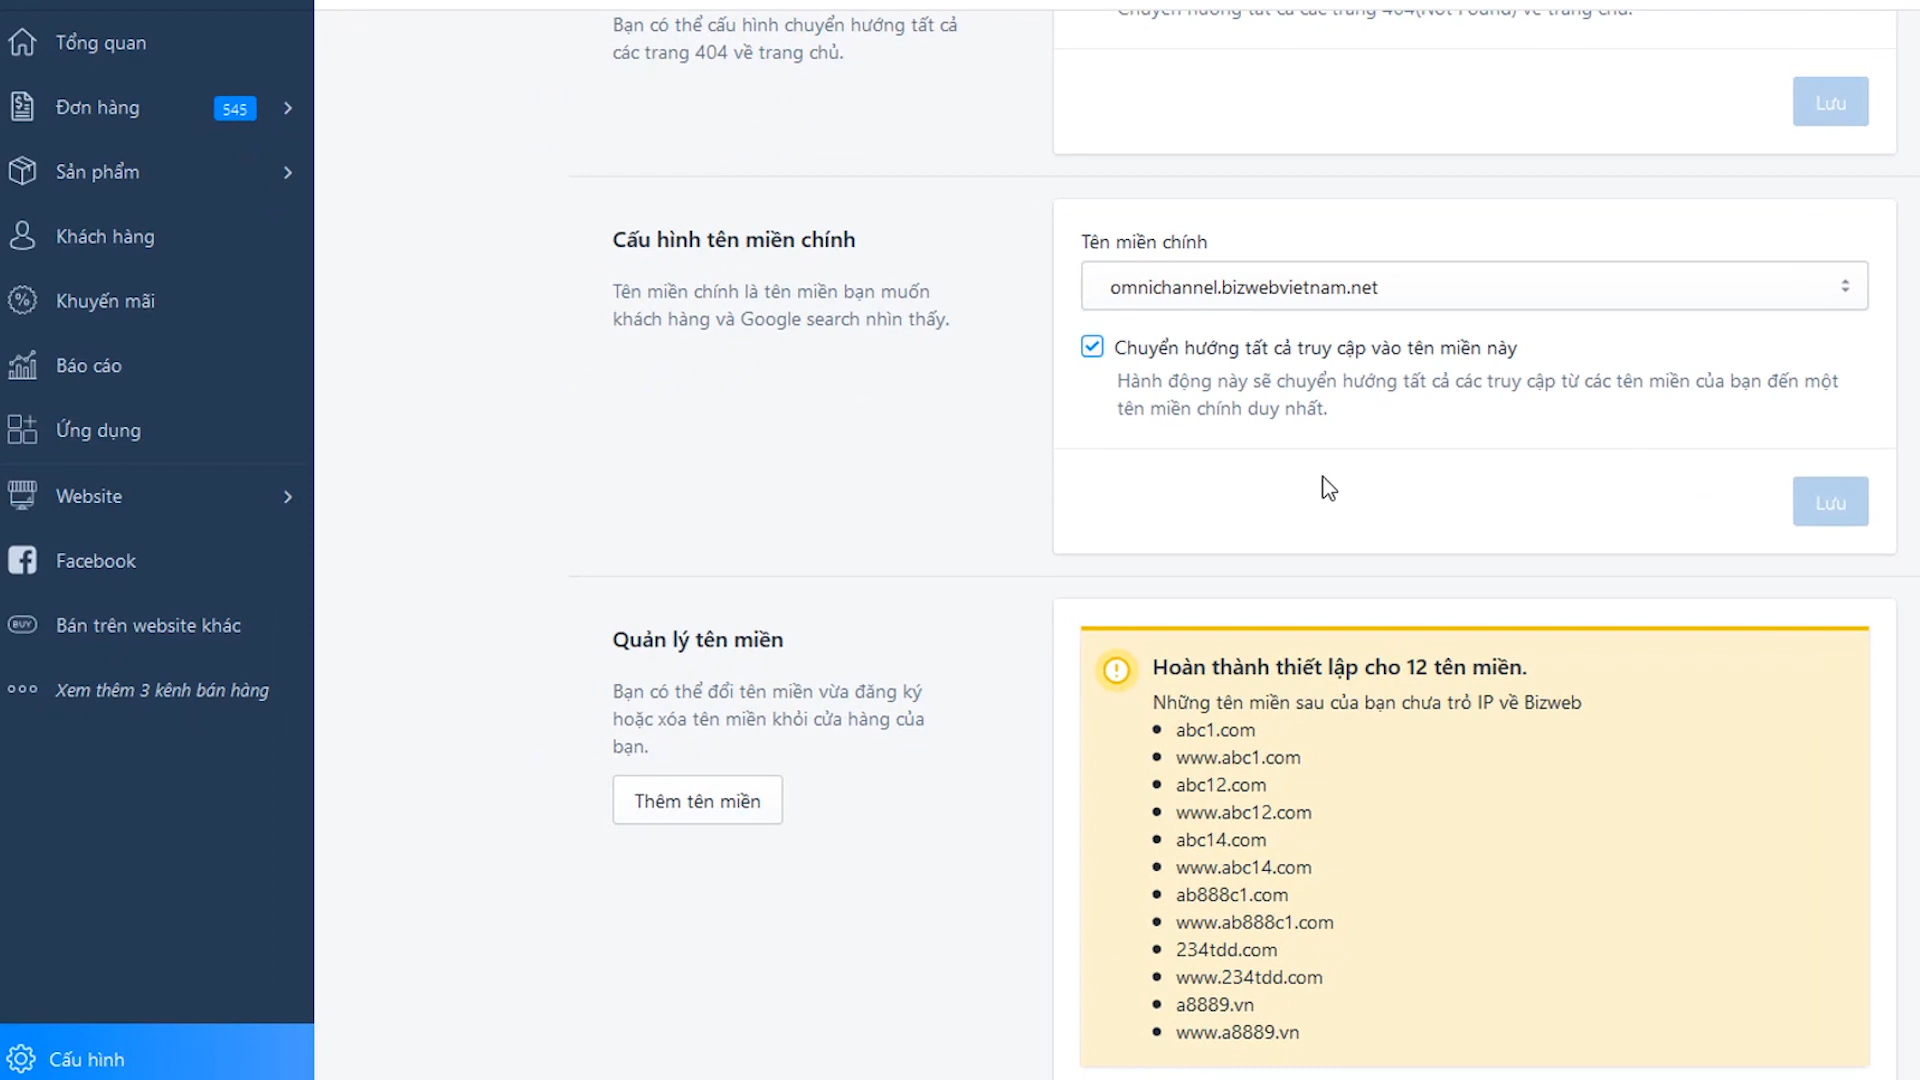 Tổng quan
Đơn hàng 545
Sản phẩm
Khách hàng
Khuyến mãi
Báo cáo
Ứng dụng
Website
Facebook
BUY Bán trên website khác
Xem thêm 3 kênh bán hàng
Cấu hình
Bạn có thể cấu hình chuyển hướng tất cả
các trang 404 về trang chủ.
Chuyển hướng tất cả các trang 404(Not Found) về trang chủ.
Lưu
Cấu hình tên miền chính
Tên miền chính là tên miền bạn muốn
khách hàng và Google search nhìn thấy.
Tên miền chính
omnichannel.bizwebvietnam.net
Chuyển hướng tất cả truy cập vào tên miền này
Hành động này sẽ chuyển hướng tất cả các truy cập từ các tên miền của bạn đến một
tên miền chính duy nhất.
Lưu
Quản lý tên miền
Bạn có thể đổi tên miền vừa đăng ký
hoặc xóa tên miền khỏi cửa hàng của
bạn.
Thêm tên miền
Hoàn thành thiết lập cho 12 tên miền.
Những tên miền sau của bạn chưa trỏ IP về Bizweb
abc1.com
www.abc1.com
abc12.com
www.abc12.com
abc14.com
www.abc14.com
ab888c1.com
www.ab888c1.com
234tdd.com
www.234tdd.com
a8889.vn
www.a8889.vn